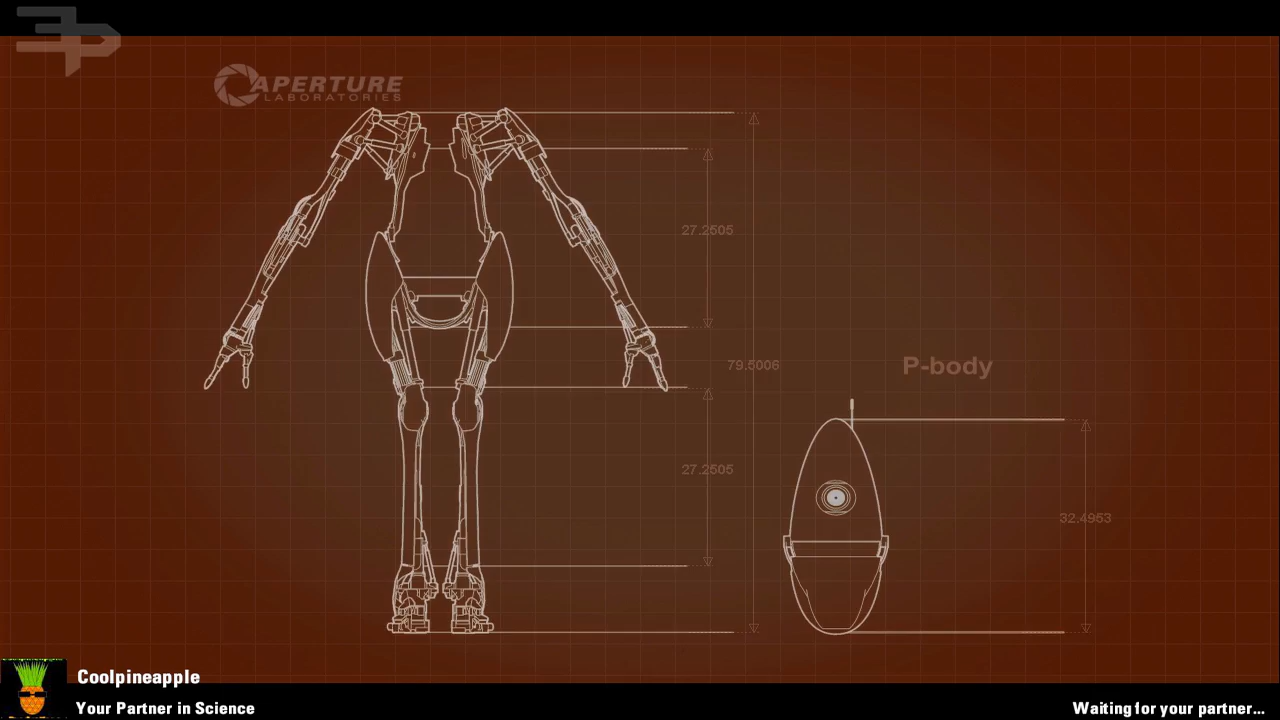 APERTURE
LABORATORIES
27.2505
79.5006
P-body
27.2505
32.4953
Coolpineapple
Your Partner in Science
Waiting for your partner...